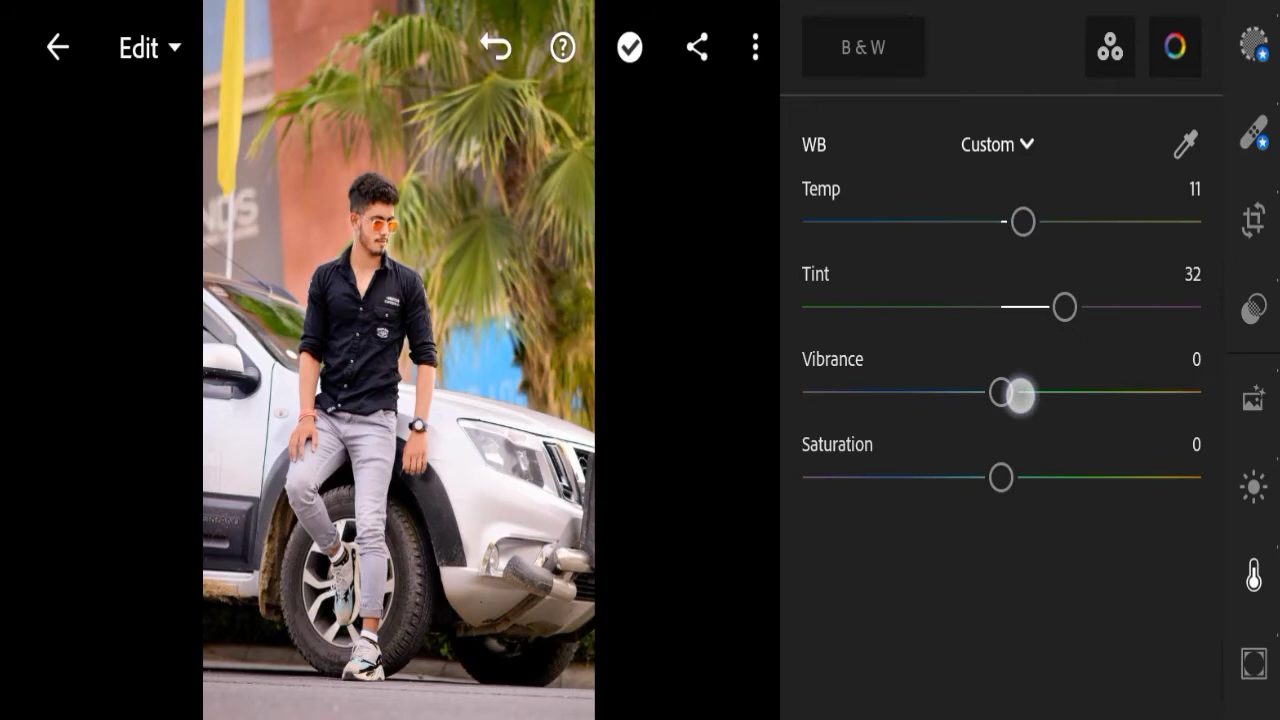 Edit
B & W
WB
Custom
Temp
11
Tint
32
Vibrance
0
Saturation
0